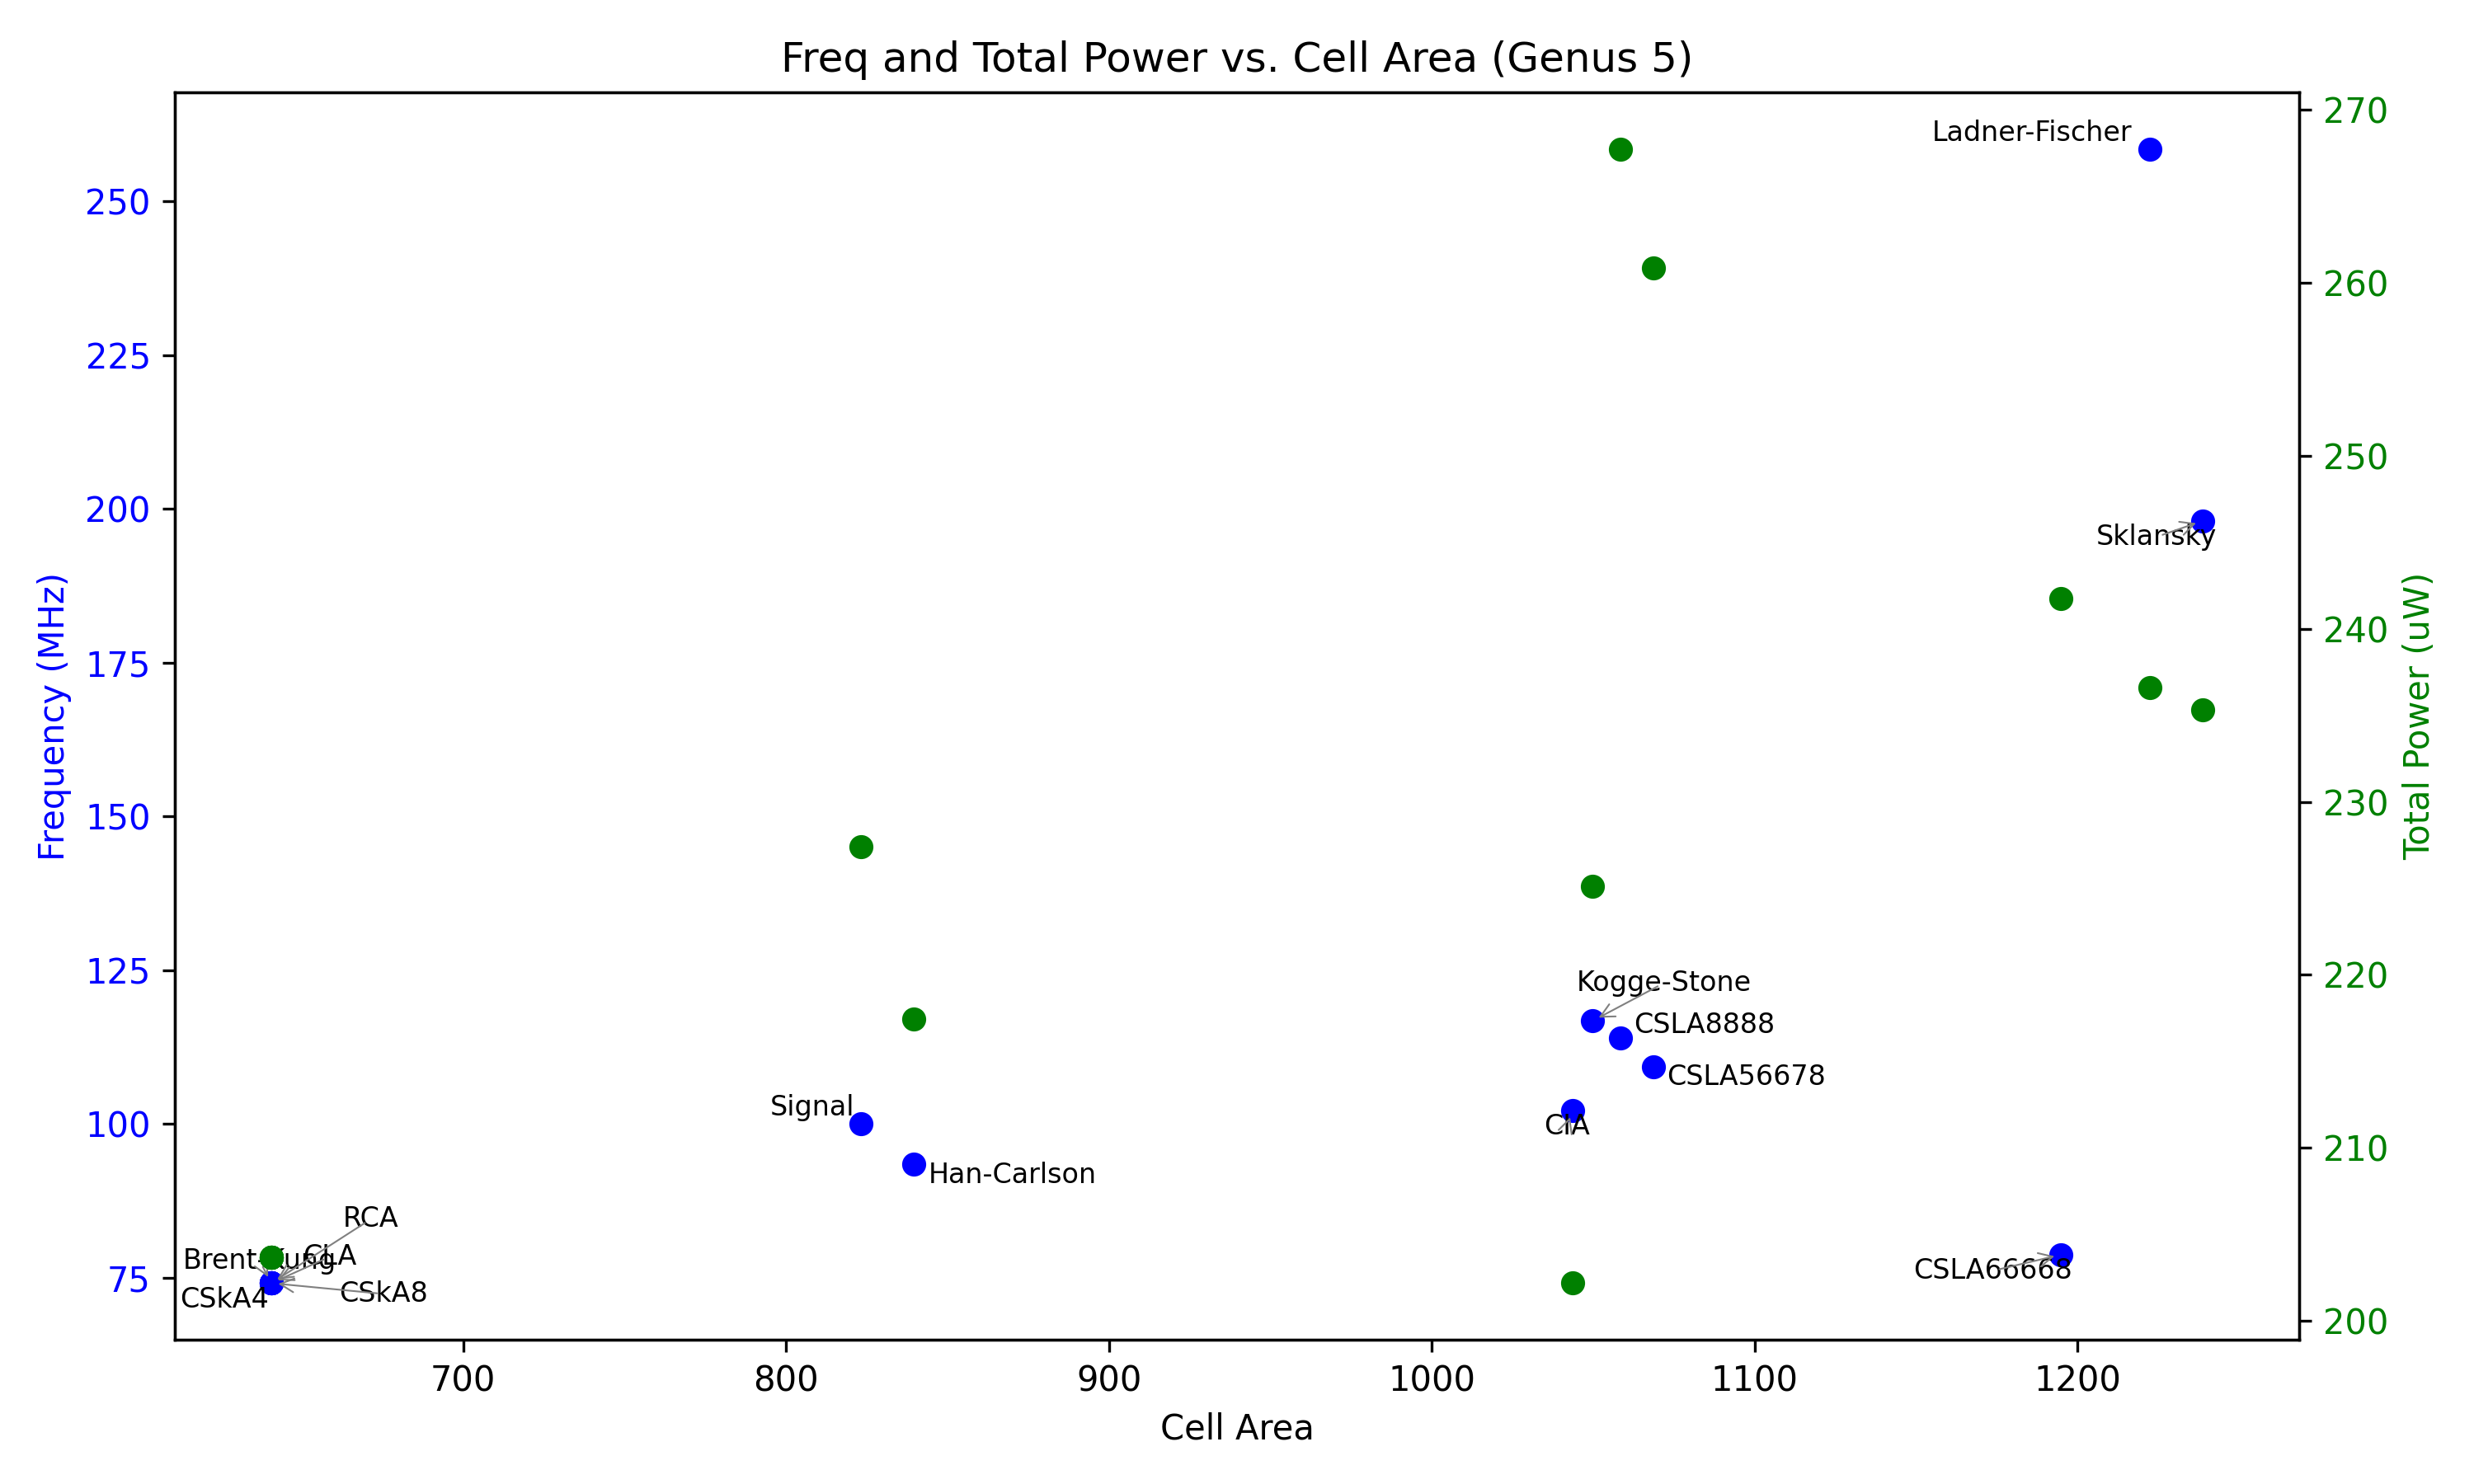 Freq and Total Power vs. Cell Area (Genus 5)
Frequency (MHz)
250
225
200
175
150
125
100
75
270
260
250
240
230
220
210
200
Total Power (uW)
Ladner-Fischer
Sklansky
Kogge-Stone
CSLA8888
CSLA56678
Signal
CIA
Han-Carlson
RCA
Brent-Kung
CLA
CSLA66668
CSkA4
CSkA8
700
800
900
1000
1100
1200
Cell Area